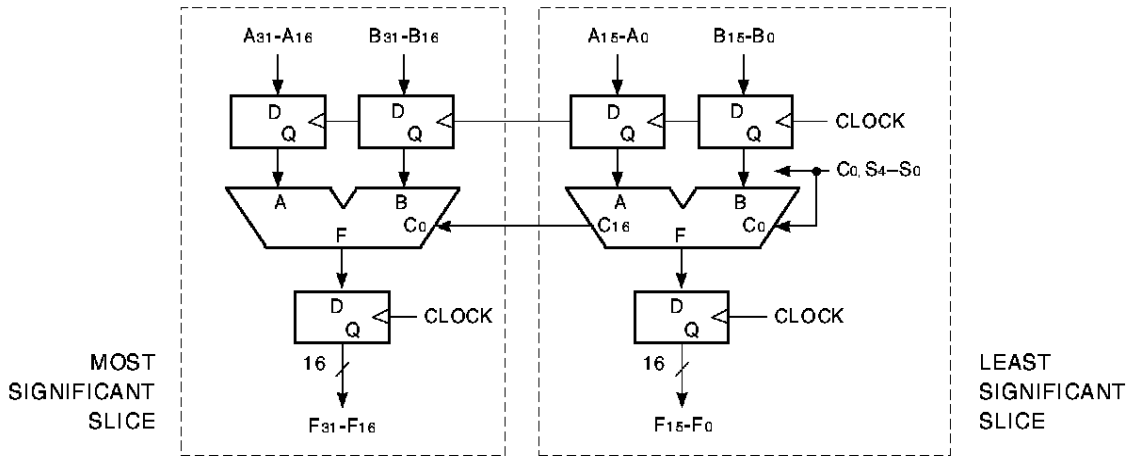 A31-A16 B31-B16 A15-A0 B15-B0
D D D D
Q Q Q Q CLOCK
C0, S4–S0
A B A B
C0 C16 C0
F F
D D
Q CLOCK Q CLOCK
16 16
MOST
SIGNIFICANT
SLICE
LEAST
SIGNIFICANT
SLICE
F31-F16 F15-F0